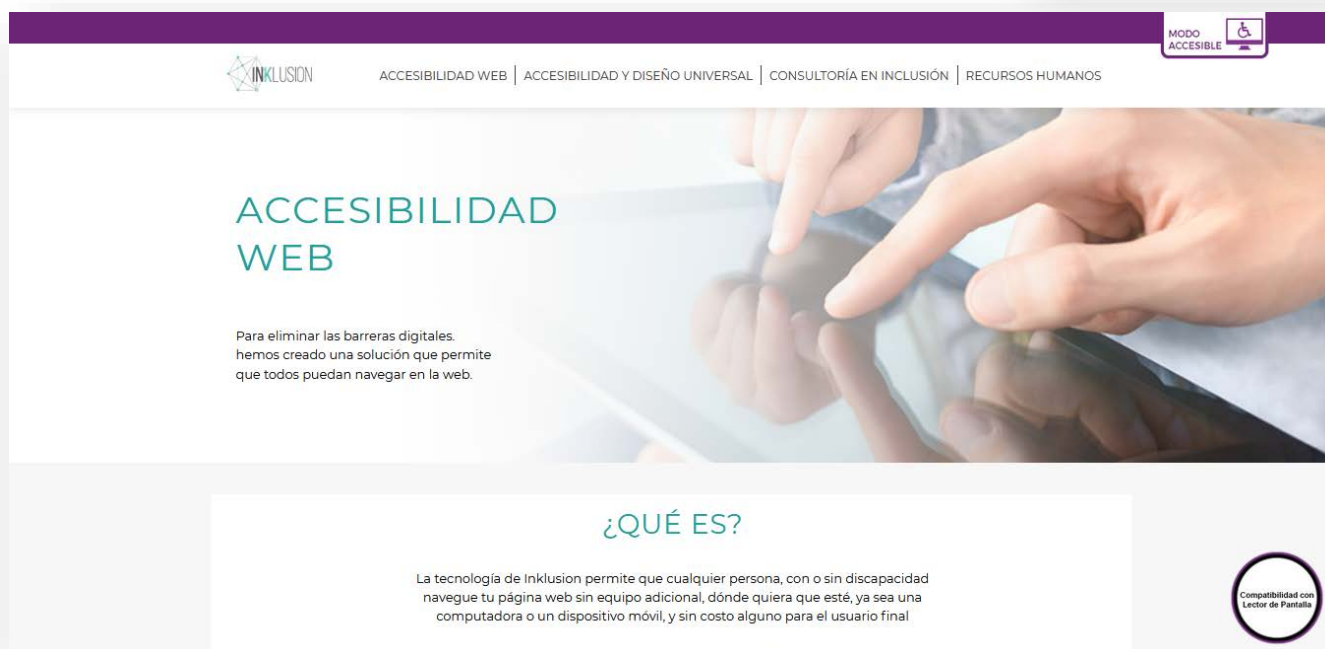 MODO
ACCESIBLE
INKLUSION
ACCESIBILIDAD WEB | ACCESIBILIDAD Y DISEÑO UNIVERSAL | CONSULTORÍA EN INCLUSIÓN | RECURSOS HUMANOS
ACCESIBILIDAD
WEB
Para eliminar las barreras digitales.
hemos creado una solución que permite
que todos puedan navegar en la web.
¿QUÉ ES?
La tecnología de Inklusion permite que cualquier persona, con o sin discapacidad
navegue tu página web sin equipo adicional, dónde quiera que esté, ya sea una
computadora o un dispositivo móvil, y sin costo alguno para el usuario final
Compatibilidad con
Lector de Pantalla